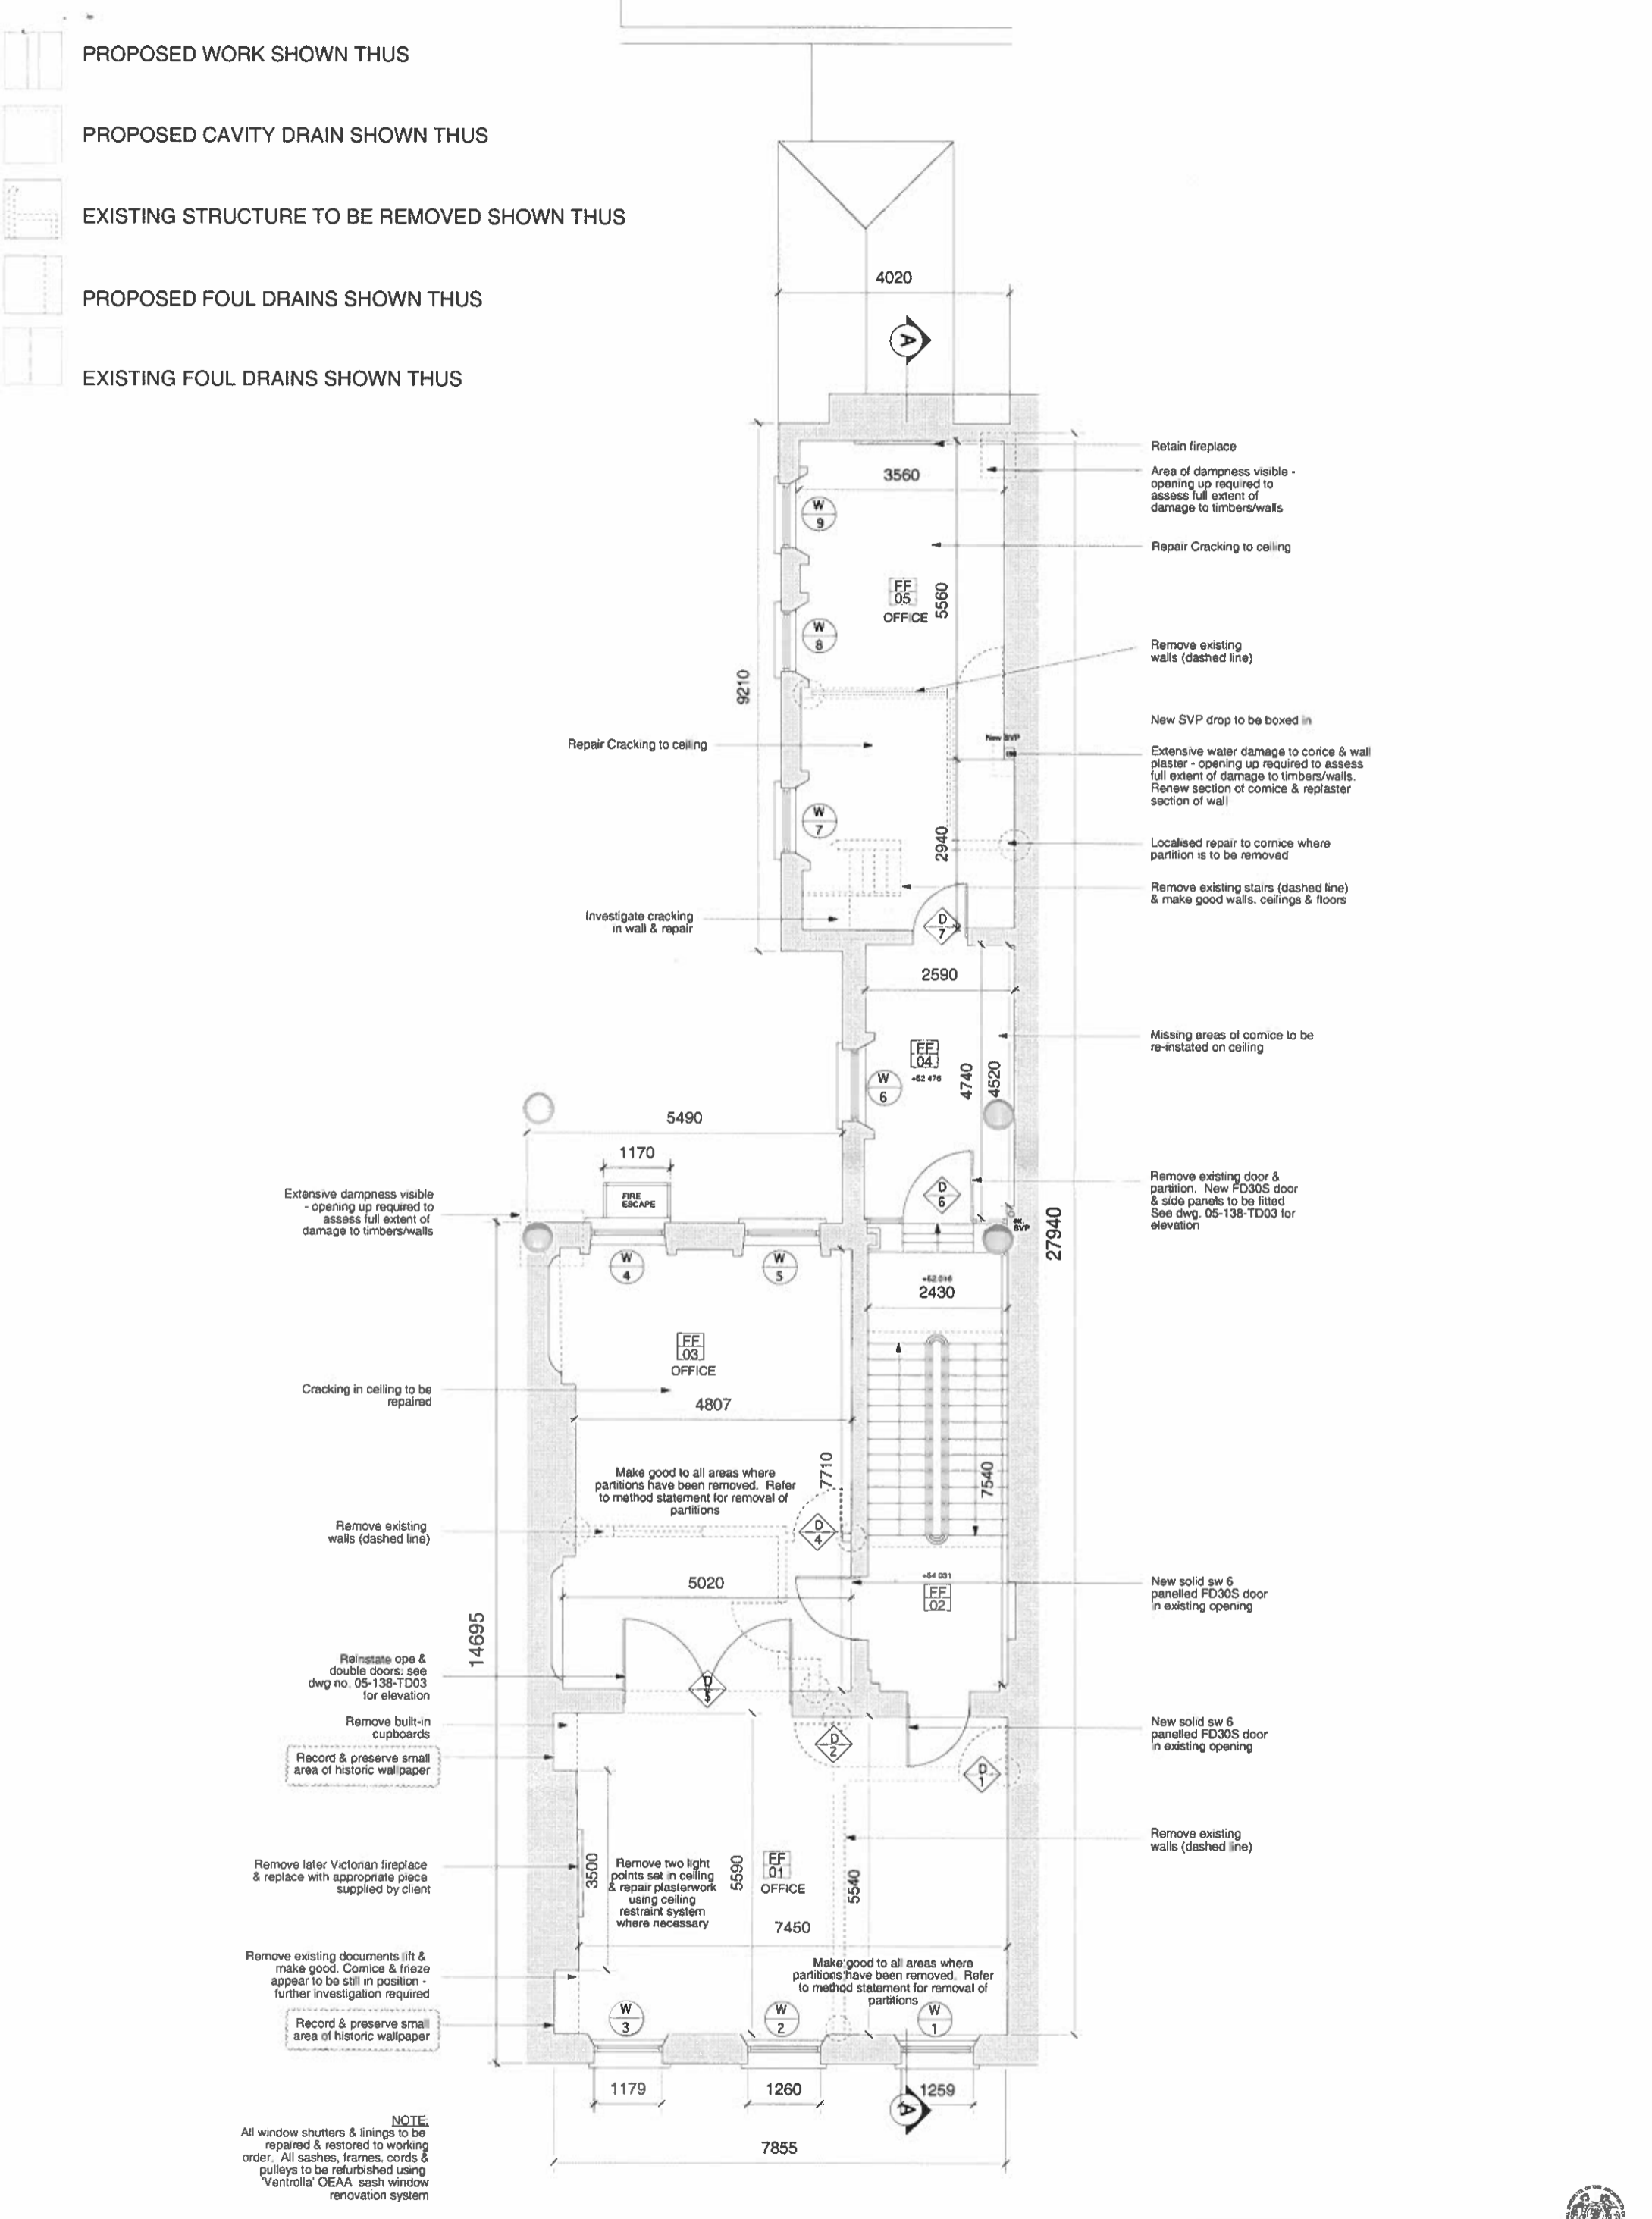 PROPOSED WORK SHOWN THUS
PROPOSED CAVITY DRAIN SHOWN THUS
EXISTING STRUCTURE TO BE REMOVED SHOWN THUS
PROPOSED FOUL DRAINS SHOWN THUS
EXISTING FOUL DRAINS SHOWN THUS
4020
A
Retain fireplace
Area of dampness visible -
opening up required to
assess full extent of
damage to timbers/walls
3560
W
9
Repair Cracking to ceiling
FF
05
OFFICE
5560
W
8
Remove existing
walls (dashed line)
9210
New SVP drop to be boxed in
New SVP
Repair Cracking to ceiling
Extensive water damage to corice & wall
plaster - opening up required to assess
full extent of damage to timbers/walls.
Renew section of cornice & replaster
section of wall
W
7
2940
Localised repair to cornice where
partition is to be removed
Remove existing stairs (dashed line)
& make good walls. ceilings & floors
Investigate cracking
in wall & repair
D
7
2590
Missing areas of cornice to be
re-instated on ceiling
FF
04
+52.476
W
6
4740
4520
5490
1170
FIRE
ESCAPE
Extensive dampness visible
- opening up required to
assess full extent of
damage to timbers/walls
D
6
Remove existing door &
partition. New FD30S door
& side panels to be fitted
See dwg. 05-138-TD03 for
elevation
SVP
27940
W
4
W
5
+52.016
2430
FF
03
OFFICE
Cracking in ceiling to be
repaired
4807
7710
7540
Make good to all areas where
partitions have been removed. Refer
to method statement for removal of
partitions
Remove existing
walls (dashed line)
D
4
5020
+54 031
FF
02
New solid sw 6
panelled FD30S door
in existing opening
14695
Reinstate ope &
double doors: see
dwg no. 05-138-TD03
for elevation
D
Remove built-in
cupboards
D
2
New solid sw 6
panelled FD30S door
in existing opening
Record & preserve small
area of historic wallpaper
D
1
Remove existing
walls (dashed line)
Remove later Victorian fireplace
& replace with appropriate piece
supplied by client
3500
Remove two light
points set in ceiling
& repair plasterwork
using ceiling
restraint system
where necessary
5590
FF
01
OFFICE
5540
7450
Remove existing documents lift &
make good. Cornice & frieze
appear to be still in position -
further investigation required
Make good to all areas where
partitions have been removed. Refer
to method statement for removal of
partitions
Record & preserve small
area of historic wallpaper
W
3
W
2
W
1
1179
1260
1259
A
7855
NOTE:
All window shutters & linings to be
repaired & restored to working
order. All sashes, frames, cords &
pulleys to be refurbished using
'Ventrolla' OEAA sash window
renovation system